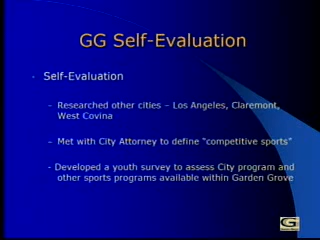 GG Self-Evaluation
• Self-Evaluation
– Researched other cities – Los Angeles, Claremont,
West Covina
– Met with City Attorney to define "competitive sports"
- Developed a youth survey to assess City program and
other sports programs available within Garden Grove
G